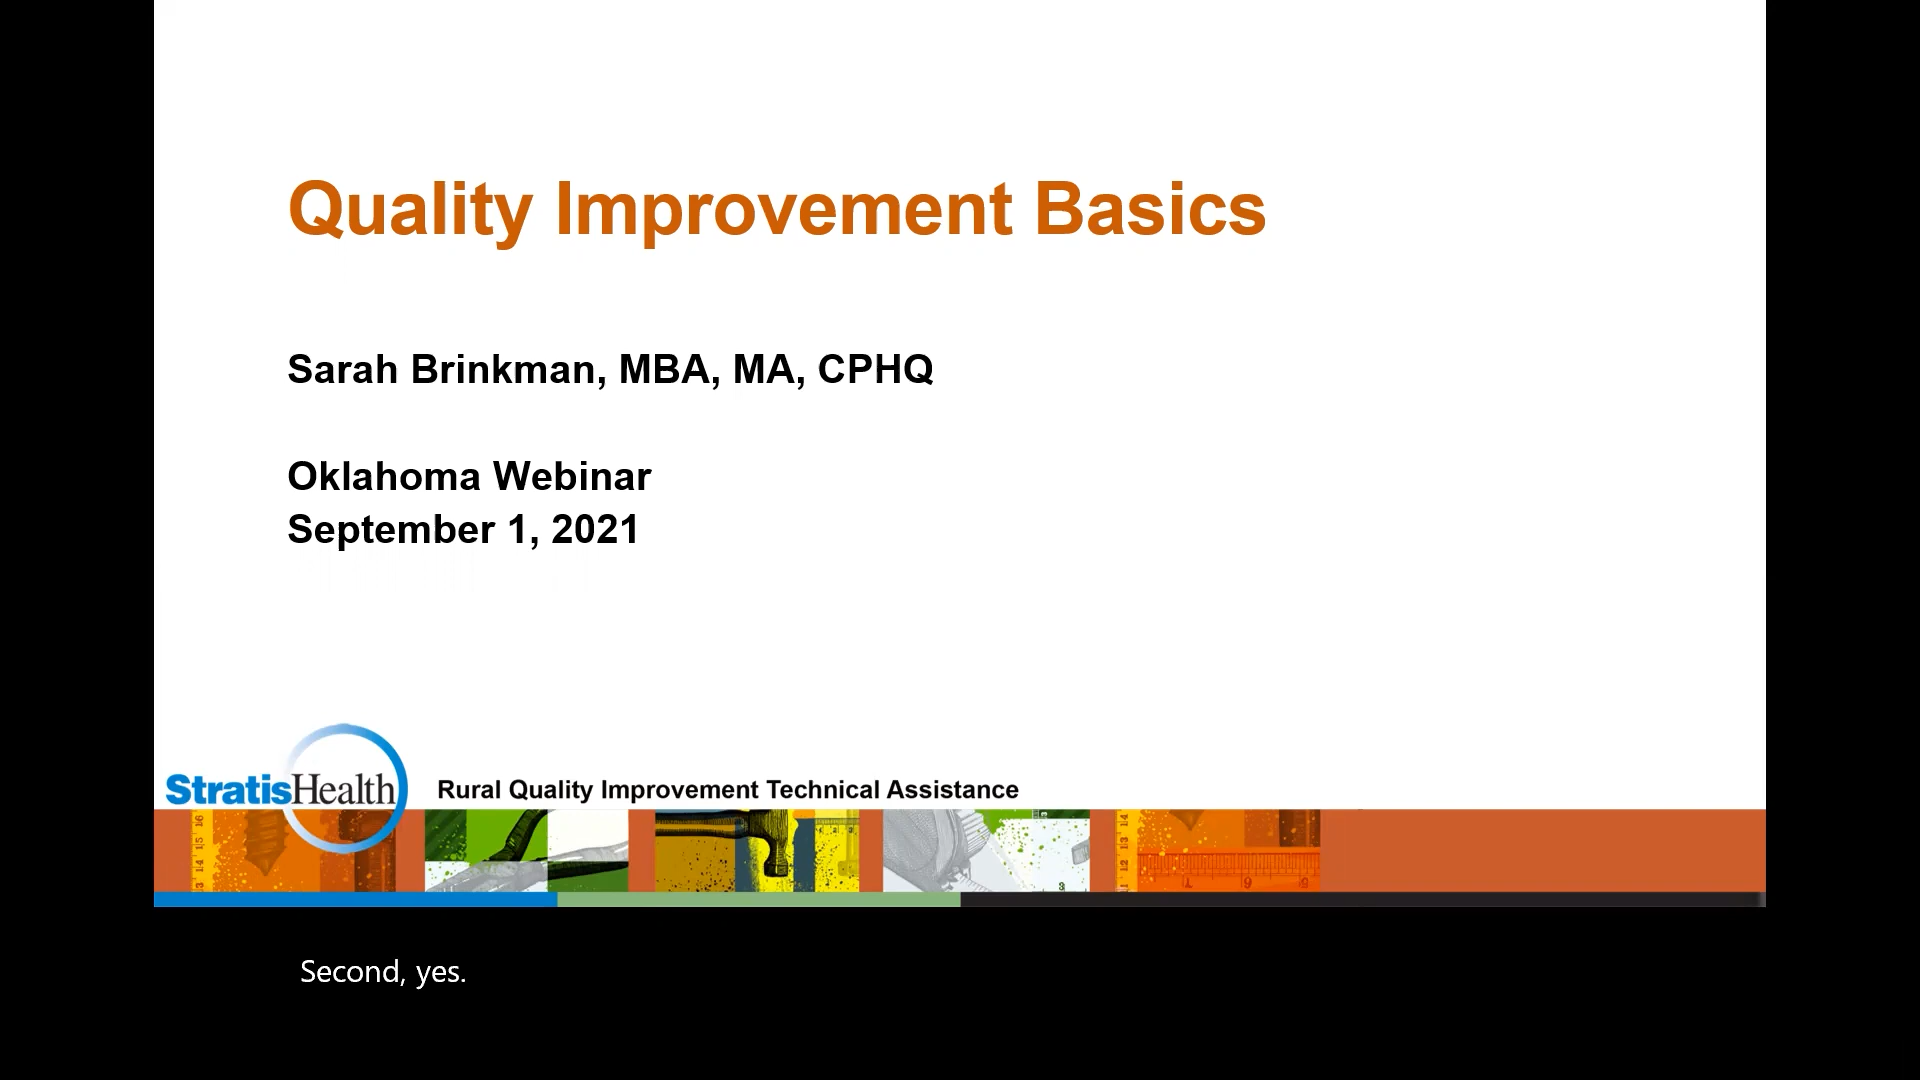 Quality Improvement Basics
Sarah Brinkman, MBA, MA, CPHQ
Oklahoma Webinar
September 1, 2021
StratisHealth
Rural Quality Improvement Technical Assistance
Second, yes.